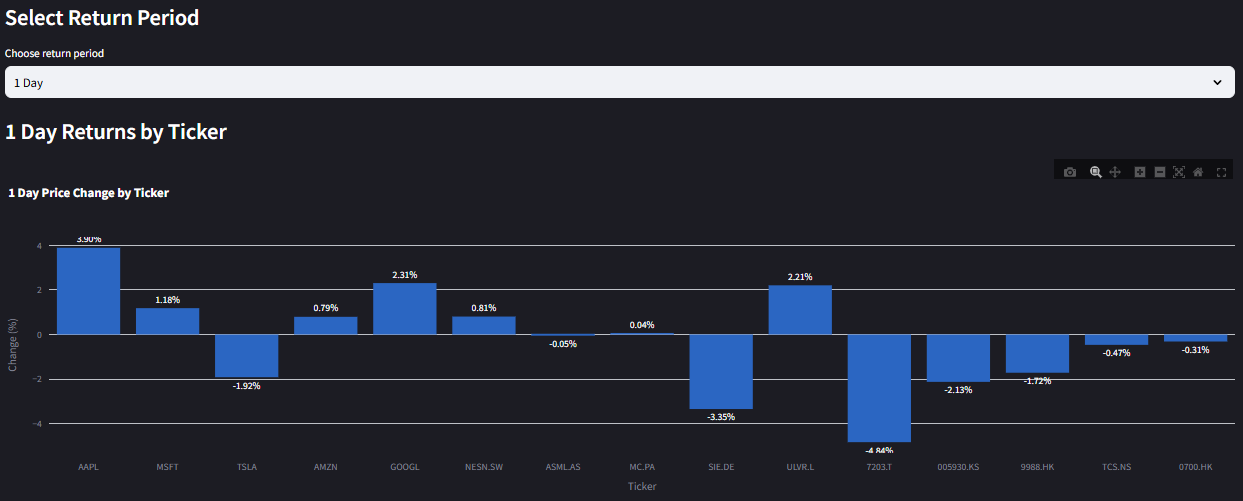 Select Return Period
Choose return period
1 Day
1 Day Returns by Ticker
1 Day Price Change by Ticker
3.90%
1.18%
-1.92%
0.79%
2.31%
0.81%
-0.05%
0.04%
-3.35%
2.21%
-4.84%
-2.13%
-1.72%
-0.47%
-0.31%
4
2
0
−2
−4
Change (%)
AAPL MSFT TSLA AMZN GOOGL NESN.SW ASML.AS MC.PA SIE.DE ULVR.L 7203.T 005930.KS 9988.HK TCS.NS 0700.HK
Ticker